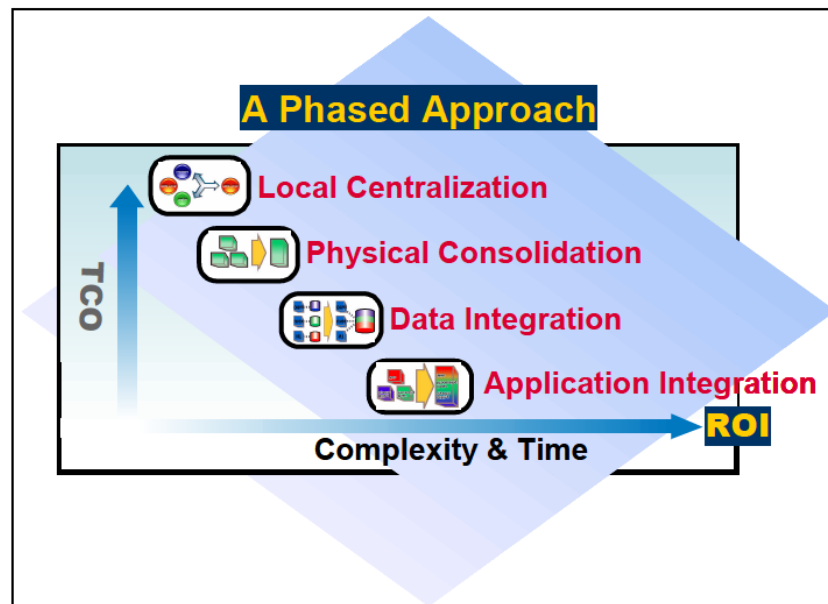 A Phased Approach
Local Centralization
Physical Consolidation
TCO
Data Integration
Application Integration
ROI
Complexity & Time